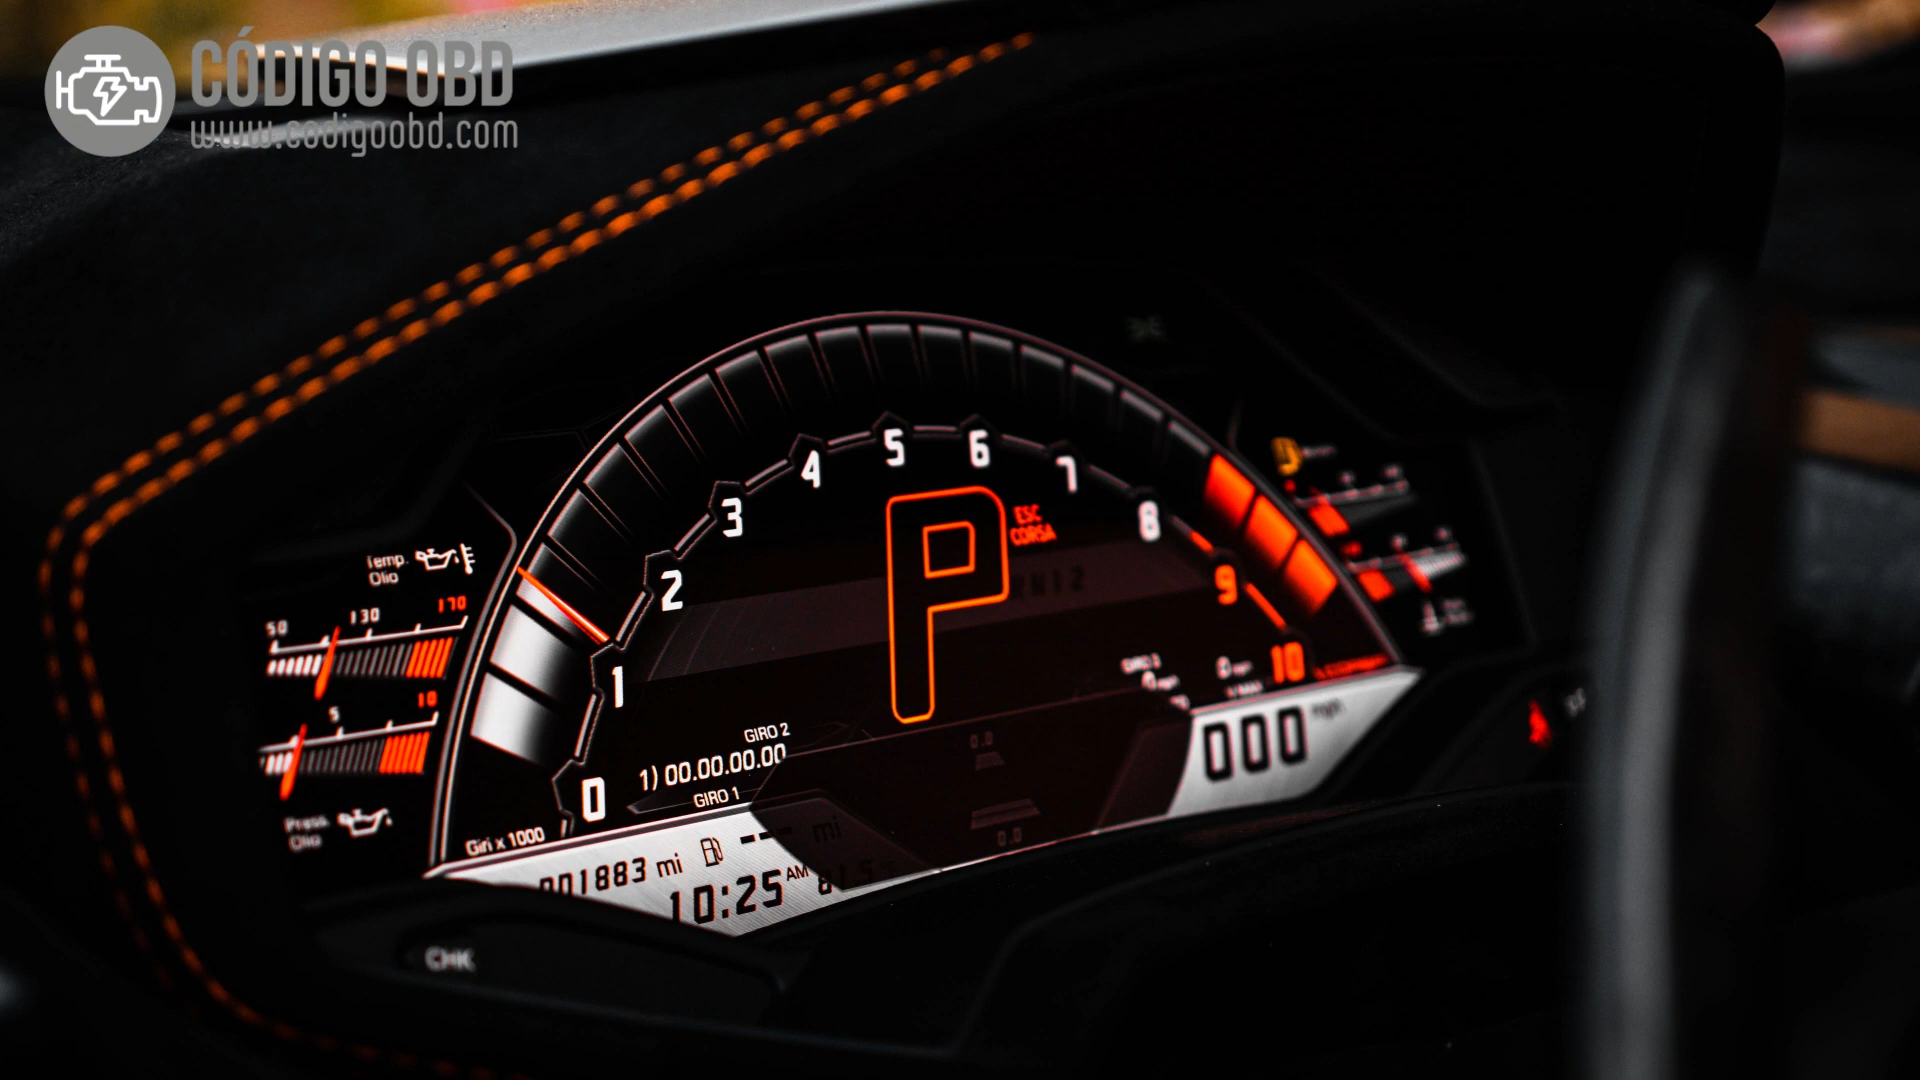 CÓDIGO OBD
www.codigoobd.com
Temp.
Olio
50 130 170
5 10
Press.
Olio
0 1 2 3 4 5 6 7 8 9 10
P
ESC
CORSA
GIRO 2
1) 00.00.00.00
GIRO 1
Giri x 1000
000 mph
001883 mi
--- mi
10:25 AM
CHK